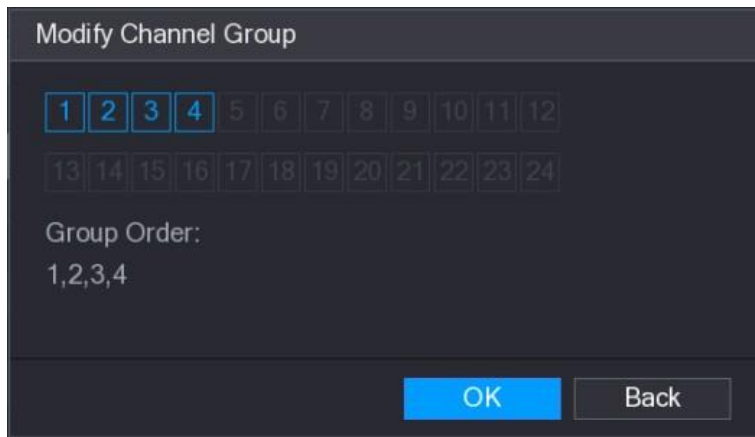 Modify Channel Group
1 2 3 4 5 6 7 8 9 10 11 12
13 14 15 16 17 18 19 20 21 22 23 24
Group Order:
1,2,3,4
OK Back